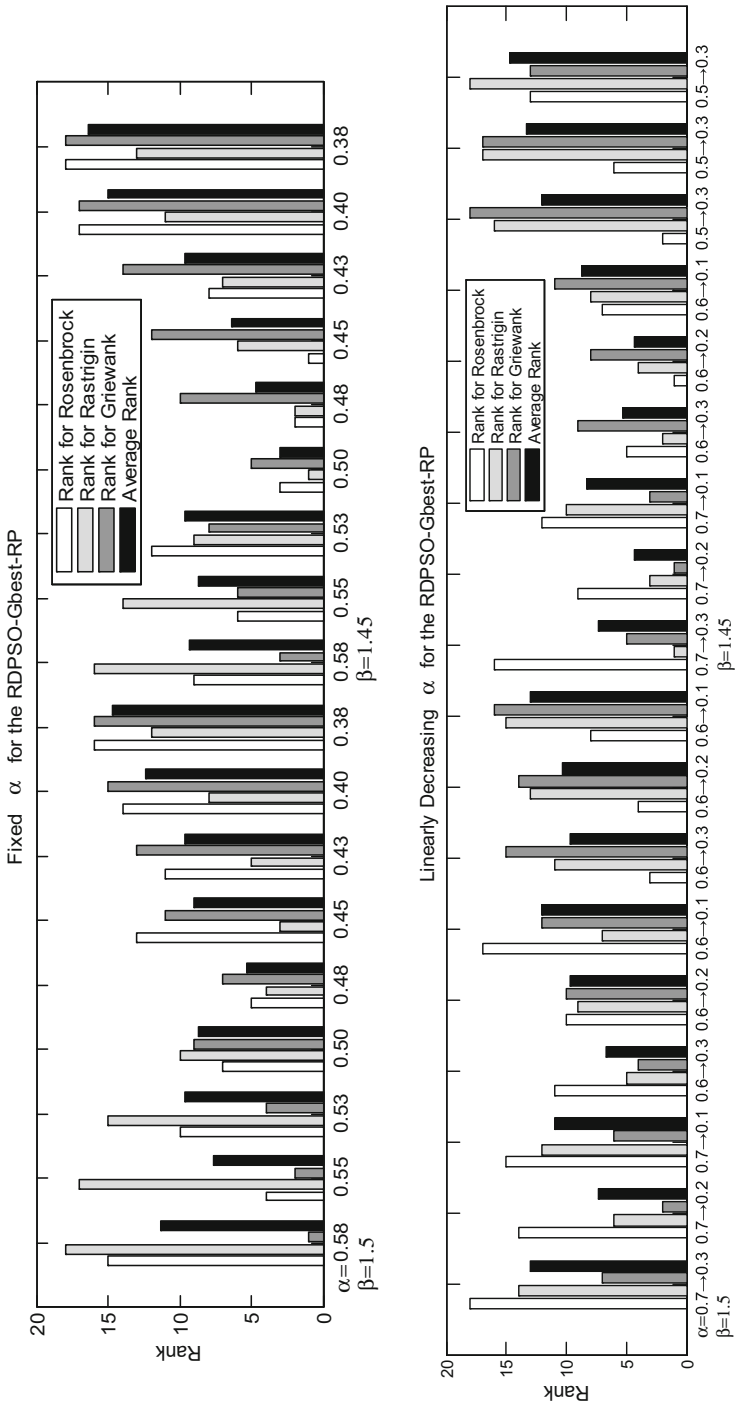 Fixed α for the RDPSO-Gbest-RP
Rank for Rosenbrock
Rank for Rastrigin
Rank for Griewank
Average Rank
20
15
10
5
0
Rank
α=0.58 0.55 0.53 0.50 0.48 0.45 0.43 0.40 0.38 0.58 0.55 0.53 0.50 0.48 0.45 0.43 0.40 0.38
β=1.5 β=1.45
Linearly Decreasing α for the RDPSO-Gbest-RP
Rank for Rosenbrock
Rank for Rastrigin
Rank for Griewank
Average Rank
20
15
10
5
0
Rank
α=0.7→0.3 0.7→0.2 0.7→0.1 0.6→0.3 0.6→0.2 0.6→0.1 0.6→0.3 0.6→0.2 0.6→0.1 0.7→0.3 0.7→0.2 0.7→0.1 0.6→0.3 0.6→0.2 0.6→0.1 0.5→0.3 0.5→0.3 0.5→0.3
β=1.5 β=1.45